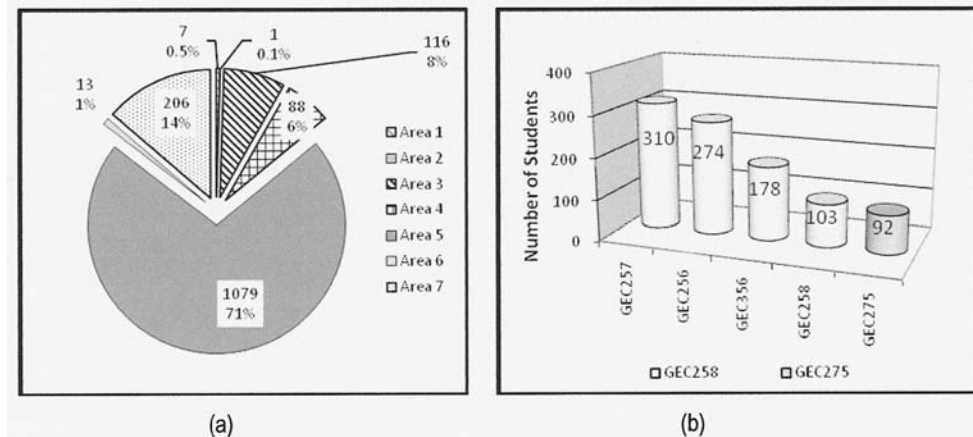 7
0.5%
1
0.1%
116
8%
13
1%
206
14%
88
6%
1079
71%
Area 1
Area 2
Area 3
Area 4
Area 5
Area 6
Area 7
(a)
Number of Students
400
300
200
100
0
310
274
178
103
92
GEC257
GEC256
GEC356
GEC258
GEC275
GEC258
GEC275
(b)